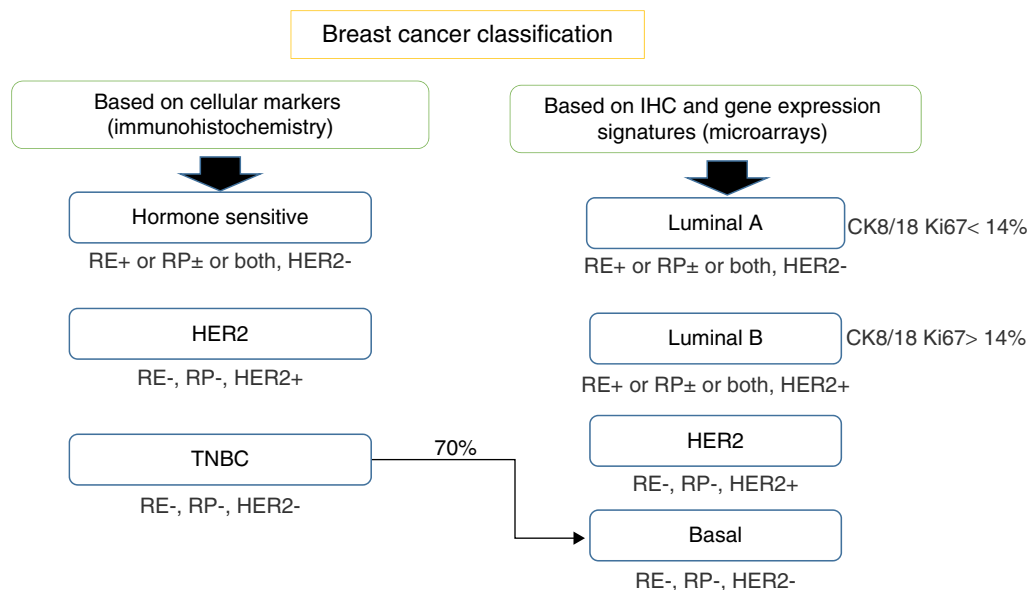 Breast cancer classification
Based on cellular markers
(immunohistochemistry)
Hormone sensitive
RE+ or RP± or both, HER2-
HER2
RE-, RP-, HER2+
TNBC
RE-, RP-, HER2-
70%
Based on IHC and gene expression
signatures (microarrays)
Luminal A
CK8/18 Ki67< 14%
RE+ or RP± or both, HER2-
Luminal B
CK8/18 Ki67> 14%
RE+ or RP± or both, HER2+
HER2
RE-, RP-, HER2+
Basal
RE-, RP-, HER2-